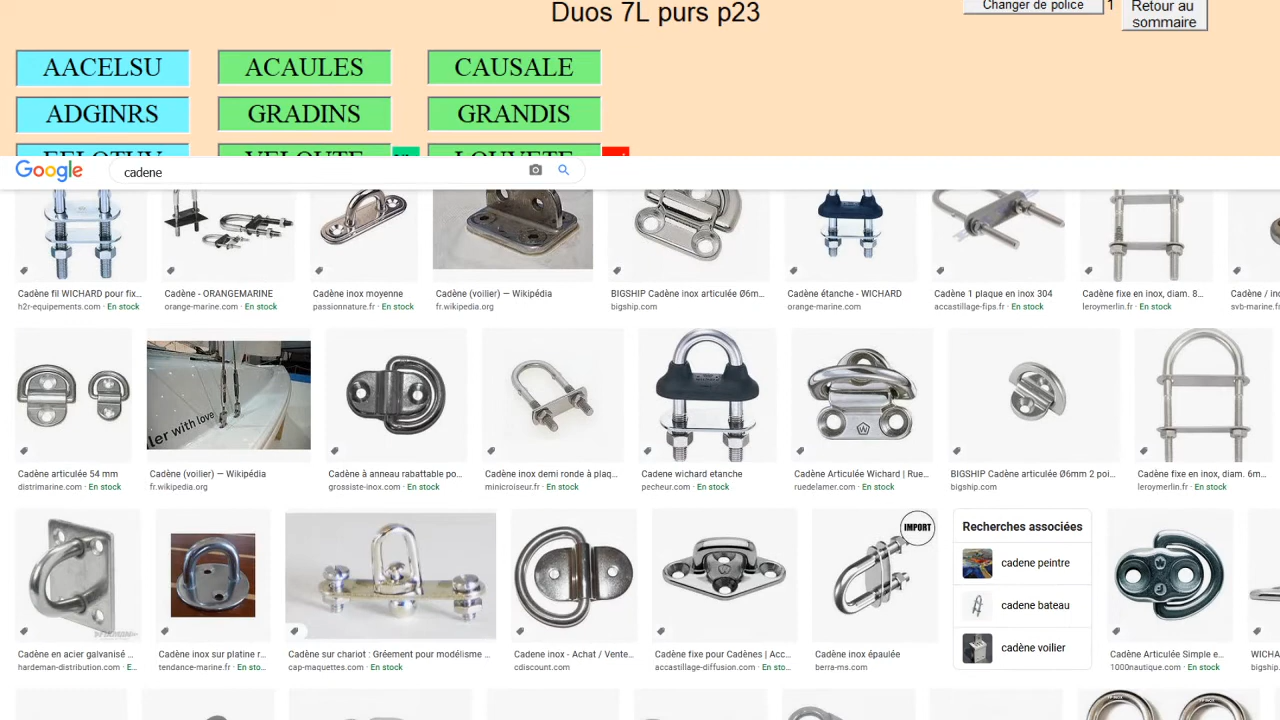 Duos 7L purs p23
Changer de police
1
Retour au
sommaire
AACELSU
ACAULES
CAUSALE
ADGINRS
GRADINS
GRANDIS
EELOTUV
VELOUTE
LOUVETE
Google
cadene
Cadène fil WICHARD pour fix...
h2r-equipements.com · En stock
Cadène - ORANGEMARINE
orange-marine.com · En stock
Cadène inox moyenne
passionnature.fr · En stock
Cadène (voilier) — Wikipédia
fr.wikipedia.org
BIGSHIP Cadène inox articulée Ø6m...
bigship.com
Cadène étanche - WICHARD
orange-marine.com
Cadène 1 plaque en inox 304
accastillage-fips.fr · En stock
Cadène fixe en inox, diam. 8...
leroymerlin.fr · En stock
Cadène / ino
svb-marine.f
ler with love
Cadène articulée 54 mm
distrimarine.com · En stock
Cadène (voilier) — Wikipédia
fr.wikipedia.org
Cadène à anneau rabattable po...
grossiste-inox.com · En stock
Cadène inox demi ronde à plaq...
minicroiseur.fr · En stock
Cadene wichard etanche
pecheur.com · En stock
Cadène Articulée Wichard | Rue...
ruedelamer.com · En stock
BIGSHIP Cadène articulée Ø6mm 2 poi...
bigship.com
Cadène fixe en inox, diam. 6m...
leroymerlin.fr · En stock
IMPORT
Cadène en acier galvanisé ...
hardeman-distribution.com · E...
Cadène inox sur platine r...
tendance-marine.fr · En sto...
Cadène sur chariot : Gréement pour modélisme ...
cap-maquettes.com · En stock
Cadene inox - Achat / Vente...
cdiscount.com
Cadène fixe pour Cadènes | Acc...
accastillage-diffusion.com · En sto...
Cadène inox épaulée
berra-ms.com
Recherches associées
cadene peintre
cadene bateau
cadène voilier
Cadène Articulée Simple e...
1000nautique.com · En stock
WICHA
bigship.